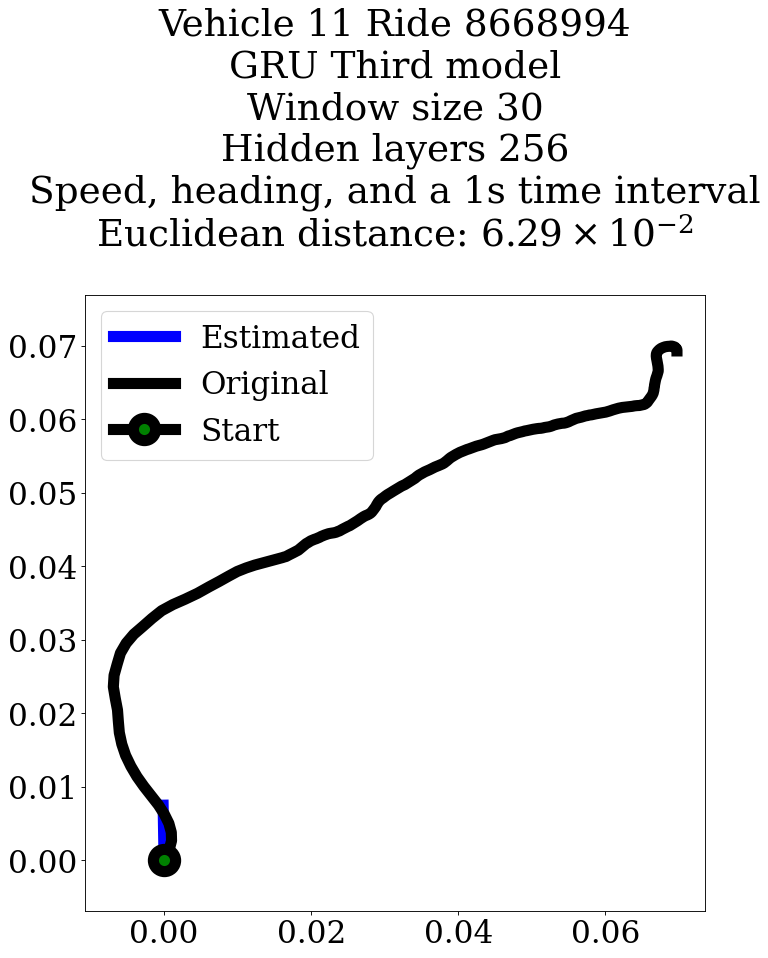 Vehicle 11 Ride 8668994
GRU Third model
Window size 30
Hidden layers 256
Speed, heading, and a 1s time interval
Euclidean distance: 6.29 × 10⁻²
Estimated
Original
Start
0.07
0.06
0.05
0.04
0.03
0.02
0.01
0.00
0.00 0.02 0.04 0.06